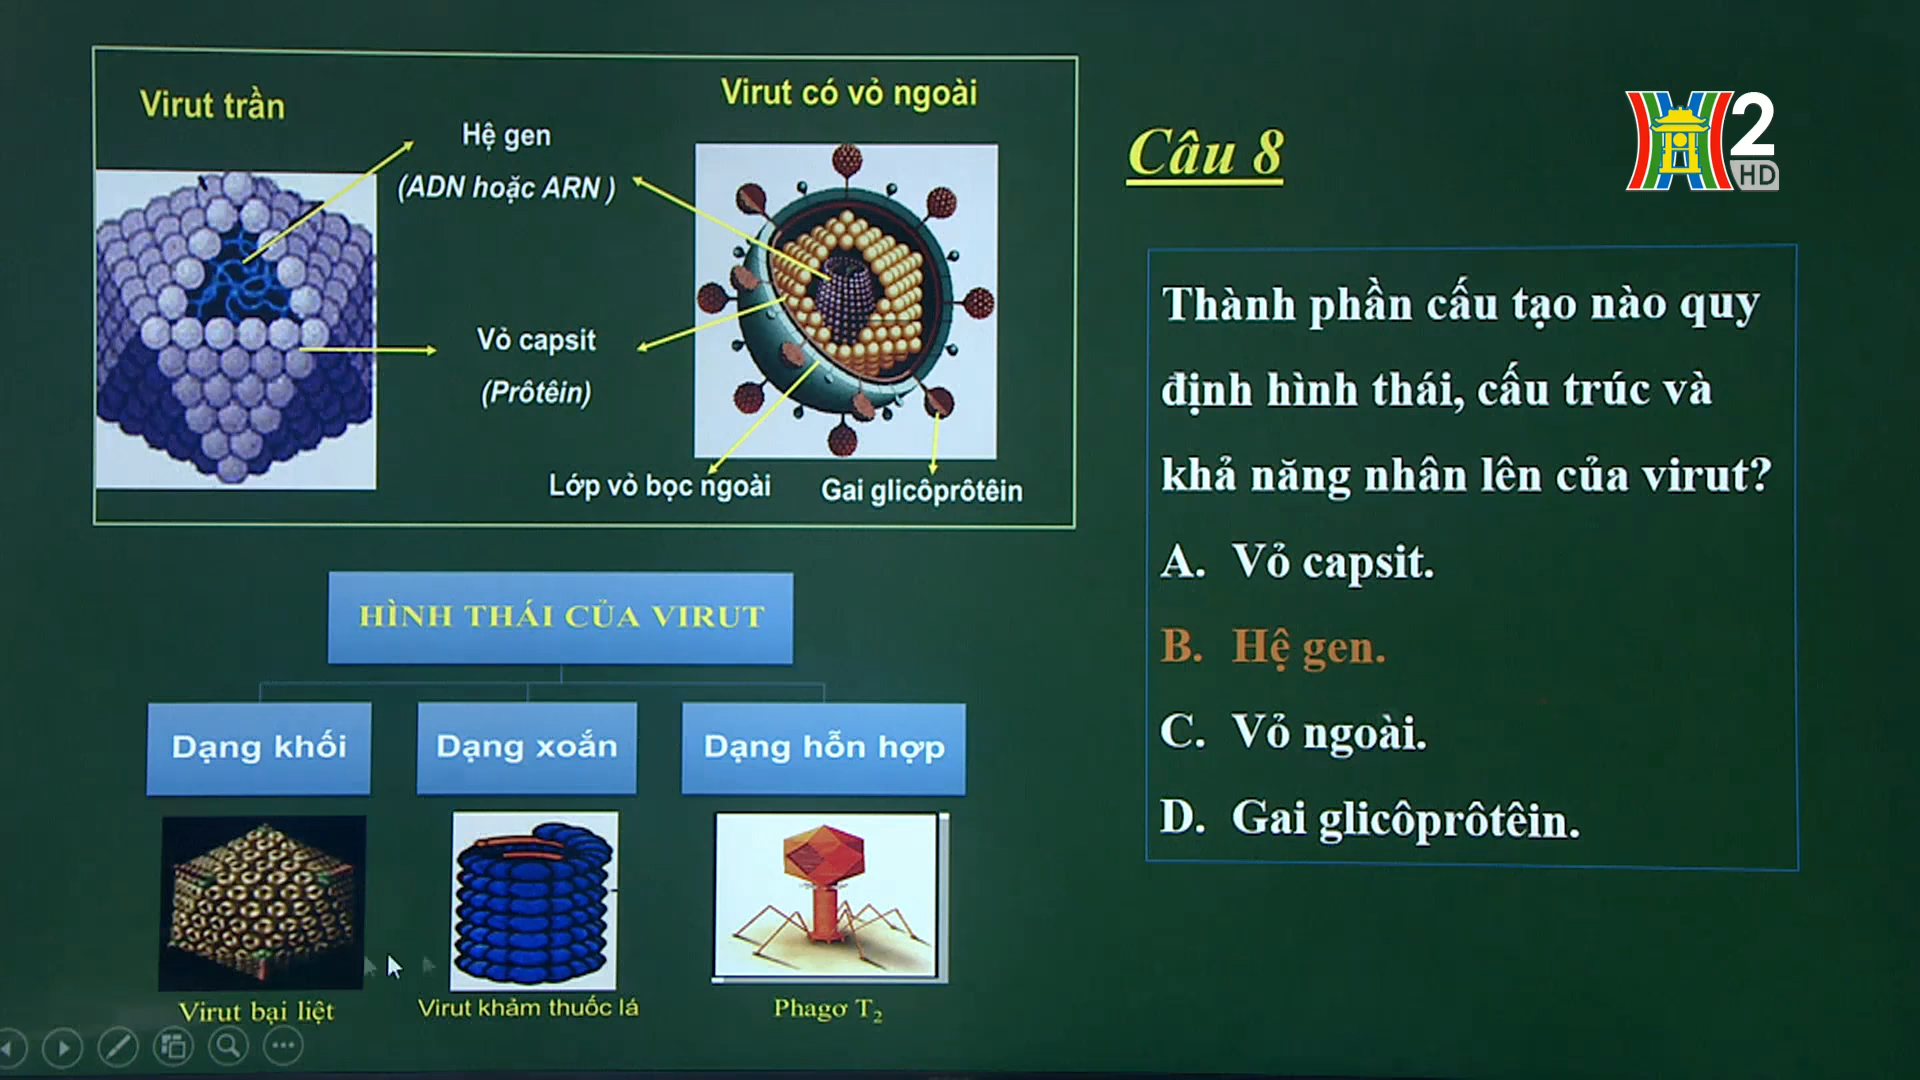 Virut trần
Virut có vỏ ngoài
Hệ gen
(ADN hoặc ARN )
Vỏ capsit
(Prôtêin)
Lớp vỏ bọc ngoài
Gai glicôprôtêin
HÌNH THÁI CỦA VIRUT
Dạng khối
Dạng xoắn
Dạng hỗn hợp
Virut bại liệt
Virut khảm thuốc lá
Phagơ T₂
Câu 8
Thành phần cấu tạo nào quy
định hình thái, cấu trúc và
khả năng nhân lên của virut?
A. Vỏ capsit.
B. Hệ gen.
C. Vỏ ngoài.
D. Gai glicôprôtêin.
H2
HD